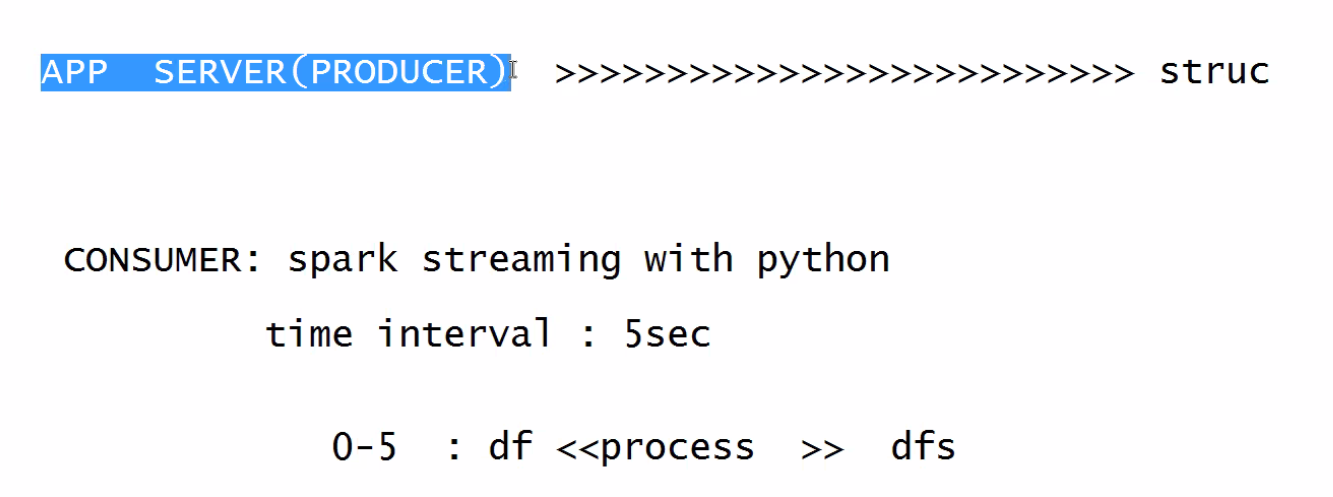 APP  SERVER(PRODUCER)  >>>>>>>>>>>>>>>>>>>>>>>>>> struc
CONSUMER: spark streaming with python
time interval : 5sec
0-5  : df <<process  >>  dfs